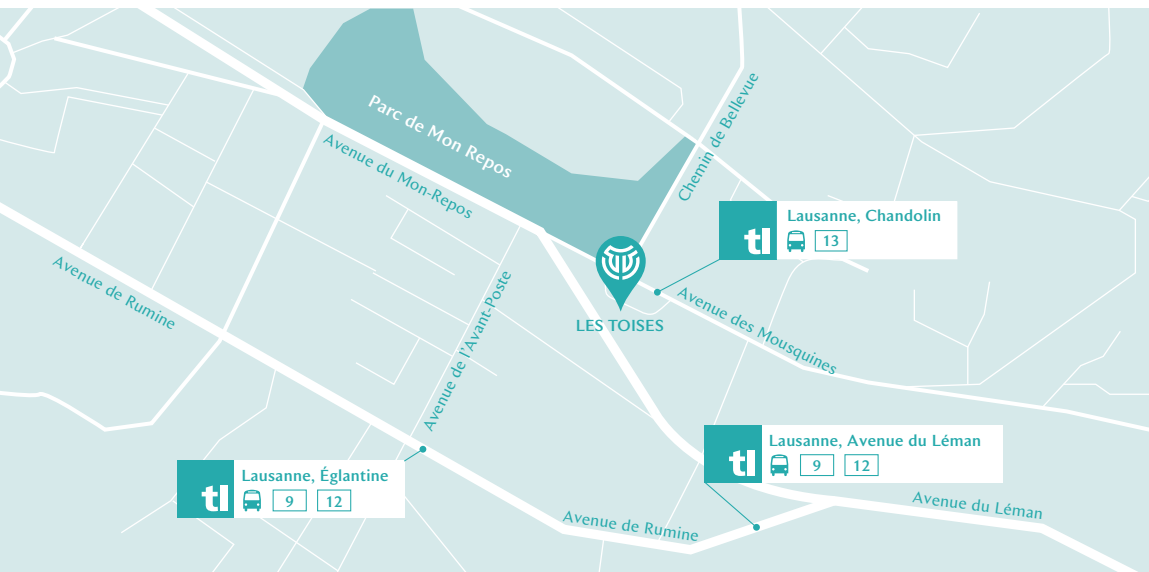 Parc de Mon Repos
Avenue du Mon-Repos
Chemin de Bellevue
tl
Lausanne, Chandolin
13
Avenue de Rumine
Avenue de l'Avant-Poste
LES TOISES
Avenue des Mousquines
tl
Lausanne, Avenue du Léman
9 12
tl
Lausanne, Églantine
9 12
Avenue de Rumine
Avenue du Léman